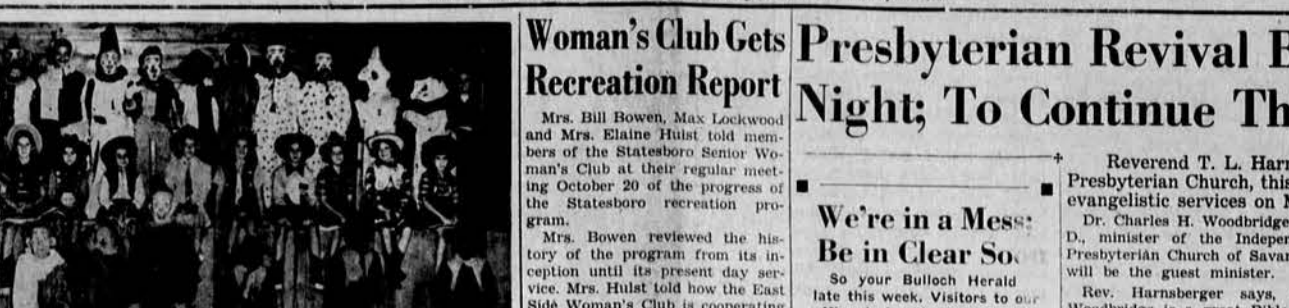 Woman's Club Gets
Recreation Report
Mrs. Bill Bowen, Max Lockwood
and Mrs. Elaine Hulst told mem-
bers of the Statesboro Senior Wo-
man's Club at their regular meet-
ing October 20 of the progress of
the Statesboro recreation pro-
gram.
Mrs. Bowen reviewed the his-
tory of the program from its in-
ception until its present day ser-
vice. Mrs. Hulst told how the East
Side Woman's Club is cooperating
Presbyterian Revival
Night; To Continue
We're in a Mess;
Be in Clear Soon
So your Bulloch Herald
late this week. Visitors to our
Reverend T. L. Harn
Presbyterian Church, this
evangelistic services on
Dr. Charles H. Woodbridge
D., minister of the Indepen
Presbyterian Church of Savan
will be the guest minister.
Rev. Harnsberger says,